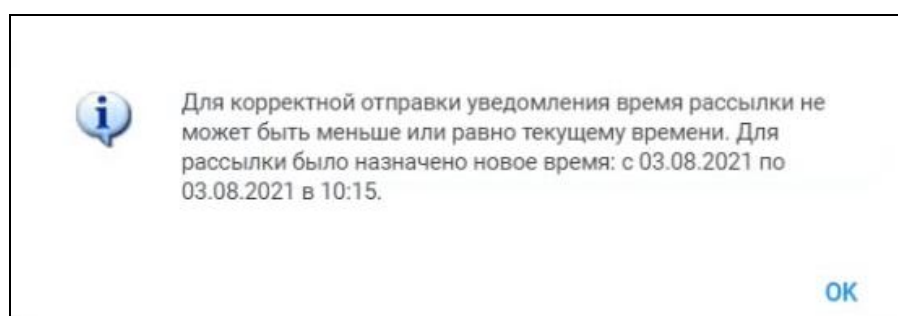 Для корректной отправки уведомления время рассылки не
может быть меньше или равно текущему времени. Для
рассылки было назначено новое время: с 03.08.2021 по
03.08.2021 в 10:15.
OK